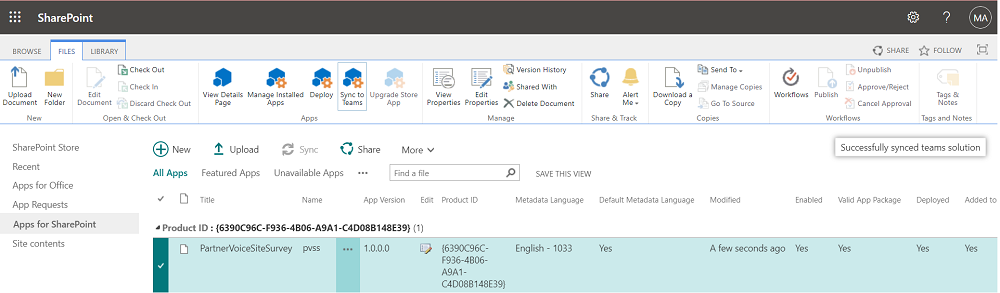 SharePoint
MA
BROWSE FILES LIBRARY SHARE FOLLOW
Upload Document New Folder Edit Document Check Out Check In Discard Check Out View Details Page Manage Installed Apps Deploy Sync to Teams Upgrade Store App View Properties Edit Properties Version History Shared With Delete Document Share Alert Me Download a Copy Send To Manage Copies Go To Source Workflows Publish Unpublish Approve/Reject Cancel Approval Tags & Notes
New Open & Check Out Apps Manage Share & Track Copies Workflows Tags and Notes
SharePoint Store
Recent
Apps for Office
App Requests
Apps for SharePoint
Site contents
New Upload Sync Share More
Successfully synced teams solution
All Apps Featured Apps Unavailable Apps ••• Find a file SAVE THIS VIEW
Title Name App Version Edit Product ID Metadata Language Default Metadata Language Modified Enabled Valid App Package Deployed Added to
Product ID : {6390C96C-F936-4B06-A9A1-C4D08B148E39} (1)
PartnerVoiceSiteSurvey pvss ••• 1.0.0.0 {6390C96C- English - 1033 Yes A few seconds ago Yes Yes Yes Yes
F936-4B06-
A9A1-
C4D08B148E39}